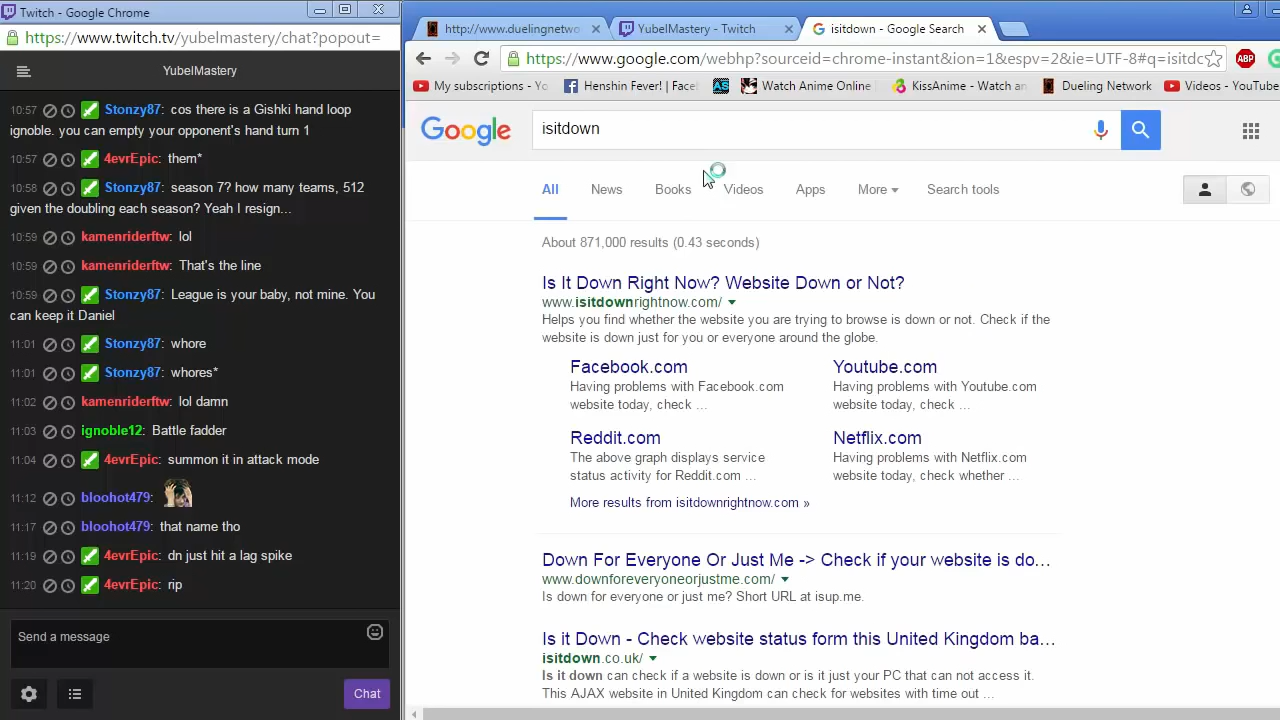 Twitch - Google Chrome
https://www.twitch.tv/yubelmastery/chat?popout=
YubelMastery
10:57 Stonzy87: cos there is a Gishki hand loop
ignoble. you can empty your opponent's hand turn 1
10:57 4evrEpic: them*
10:58 Stonzy87: season 7? how many teams, 512
given the doubling each season? Yeah I resign...
10:59 kamenriderftw: lol
10:59 kamenriderftw: That's the line
10:59 Stonzy87: League is your baby, not mine. You
can keep it Daniel
11:01 Stonzy87: whore
11:01 Stonzy87: whores*
11:02 kamenriderftw: lol damn
11:03 ignoble12: Battle fadder
11:04 4evrEpic: summon it in attack mode
11:12 bloohot479:
11:17 bloohot479: that name tho
11:19 4evrEpic: dn just hit a lag spike
11:20 4evrEpic: rip
Send a message
Chat
http://www.duelingnetwo
YubelMastery - Twitch
isitdown - Google Search
https://www.google.com/webhp?sourceid=chrome-instant&ion=1&espv=2&ie=UTF-8#q=isitdc
ABP
My subscriptions - Yo
Henshin Fever! | Facel
AS
Watch Anime Online
KissAnime - Watch an
Dueling Network
Videos - YouTube
Google
isitdown
All
News
Books
Videos
Apps
More
Search tools
About 871,000 results (0.43 seconds)
Is It Down Right Now? Website Down or Not?
www.isitdownrightnow.com/
Helps you find whether the website you are trying to browse is down or not. Check if the
website is down just for you or everyone around the globe.
Facebook.com
Having problems with Facebook.com
website today, check ...
Youtube.com
Having problems with Youtube.com
website today, check ...
Reddit.com
The above graph displays service
status activity for Reddit.com ...
Netflix.com
Having problems with Netflix.com
website today, check whether ...
More results from isitdownrightnow.com »
Down For Everyone Or Just Me -> Check if your website is do...
www.downforeveryoneorjustme.com/
Is down for everyone or just me? Short URL at isup.me.
Is it Down - Check website status form this United Kingdom ba...
isitdown.co.uk/
Is it down can check if a website is down or is it just your PC that can not access it.
This AJAX website in United Kingdom can check for websites with time out ...